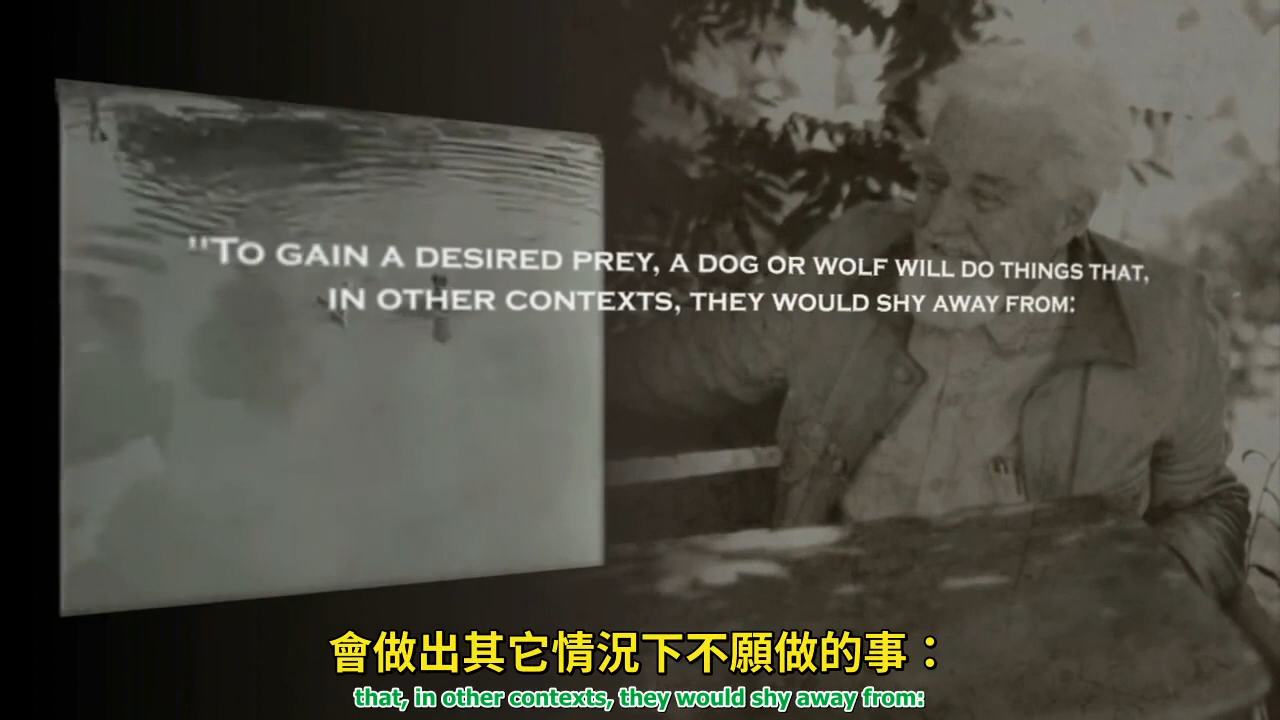 "TO GAIN A DESIRED PREY, A DOG OR WOLF WILL DO THINGS THAT,
IN OTHER CONTEXTS, THEY WOULD SHY AWAY FROM:
會做出其它情況下不願做的事：
that, in other contexts, they would shy away from: